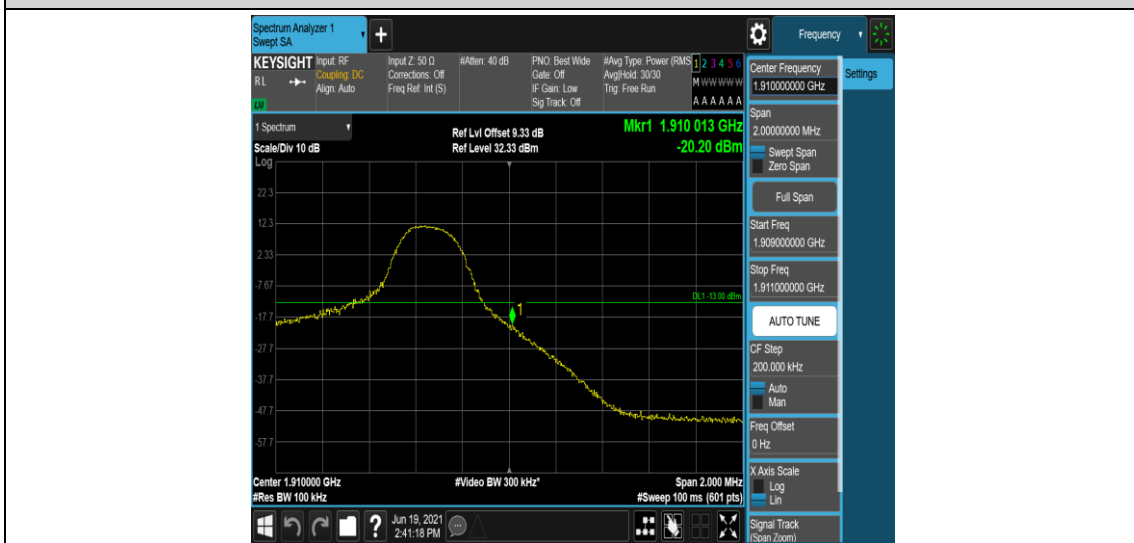 Spectrum Analyzer 1
Swept SA
+
Frequency
KEYSIGHT
RL
LXI
Input: RF
Coupling: DC
Align: Auto
Input Z: 50 Ω
Corrections: Off
Freq Ref: Int (S)
#Atten: 40 dB
PNO: Best Wide
Gate: Off
IF Gain: Low
Sig Track: Off
#Avg Type: Power (RMS
Avg|Hold: 30/30
Trig: Free Run
1 2 3 4 5 6
M W W W W W
A A A A A A
Center Frequency
1.910000000 GHz
Settings
Span
2.00000000 MHz
Swept Span
Zero Span
Full Span
Start Freq
1.909000000 GHz
Stop Freq
1.911000000 GHz
AUTO TUNE
CF Step
200.000 kHz
Auto
Man
Freq Offset
0 Hz
X Axis Scale
Log
Lin
Signal Track
(Span Zoom)
1 Spectrum
Scale/Div 10 dB
Log
Ref Lvl Offset 9.33 dB
Ref Level 32.33 dBm
Mkr1 1.910 013 GHz
-20.20 dBm
22.3
12.3
2.33
-7.67
DL1 -13.00 dBm
1
-17.7
-27.7
-37.7
-47.7
-57.7
Center 1.910000 GHz
#Video BW 300 kHz*
Span 2.000 MHz
#Res BW 100 kHz
#Sweep 100 ms (601 pts)
?
Jun 19, 2021
2:41:18 PM